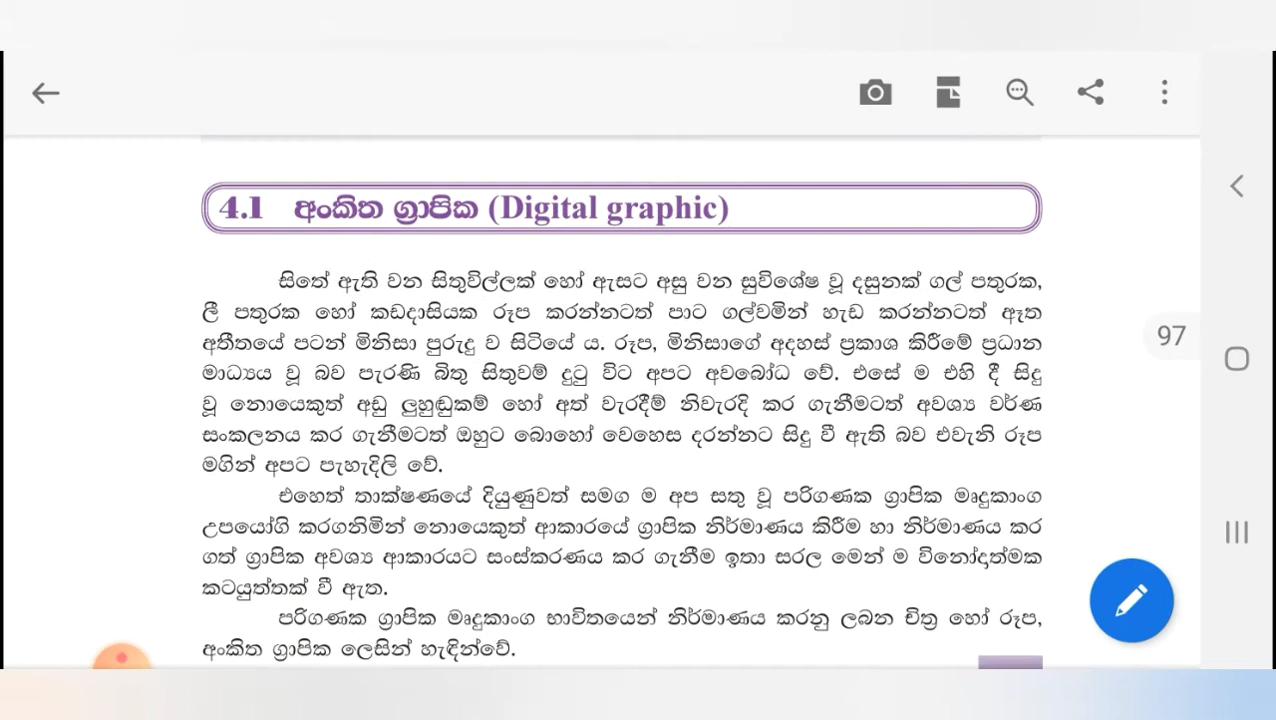 4.1 අංකිත ග්‍රාපික (Digital graphic)
සිතේ ඇති වන සිතුවිල්ලක් හෝ ඇසට අසු වන සුවිශේෂ වූ දසුනක් ගල් පතුරක,
ලී පතුරක හෝ කඩදාසියක රූප කරන්නටත් පාට ගල්වමින් හැඩ කරන්නටත් ඈත
අතීතයේ පටන් මිනිසා පුරුදු ව සිටියේ ය. රූප, මිනිසාගේ අදහස් ප්‍රකාශ කිරීමේ ප්‍රධාන
මාධ්‍යය වූ බව පැරණි බිතු සිතුවම් දුටු විට අපට අවබෝධ වේ. එසේ ම එහි දී සිදු
වූ නොයෙකුත් අඩු ලුහුඬුකම් හෝ අත් වැරදීම් නිවැරදි කර ගැනීමටත් අවශ්‍ය වර්ණ
සංකලනය කර ගැනීමටත් ඔහුට බොහෝ වෙහෙස දරන්නට සිදු වී ඇති බව එවැනි රූප
මගින් අපට පැහැදිලි වේ.
97
එහෙත් තාක්ෂණයේ දියුණුවත් සමග ම අප සතු වූ පරිගණක ග්‍රාපික මෘදුකාංග
උපයෝගි කරගනිමින් නොයෙකුත් ආකාරයේ ග්‍රාපික නිර්මාණය කිරීම හා නිර්මාණය කර
ගත් ග්‍රාපික අවශ්‍ය ආකාරයට සංස්කරණය කර ගැනීම ඉතා සරල මෙන් ම විනෝදාත්මක
කටයුත්තක් වී ඇත.
පරිගණක ග්‍රාපික මෘදුකාංග භාවිතයෙන් නිර්මාණය කරනු ලබන චිත්‍ර හෝ රූප,
අංකිත ග්‍රාපික ලෙසින් හැඳින්වේ.